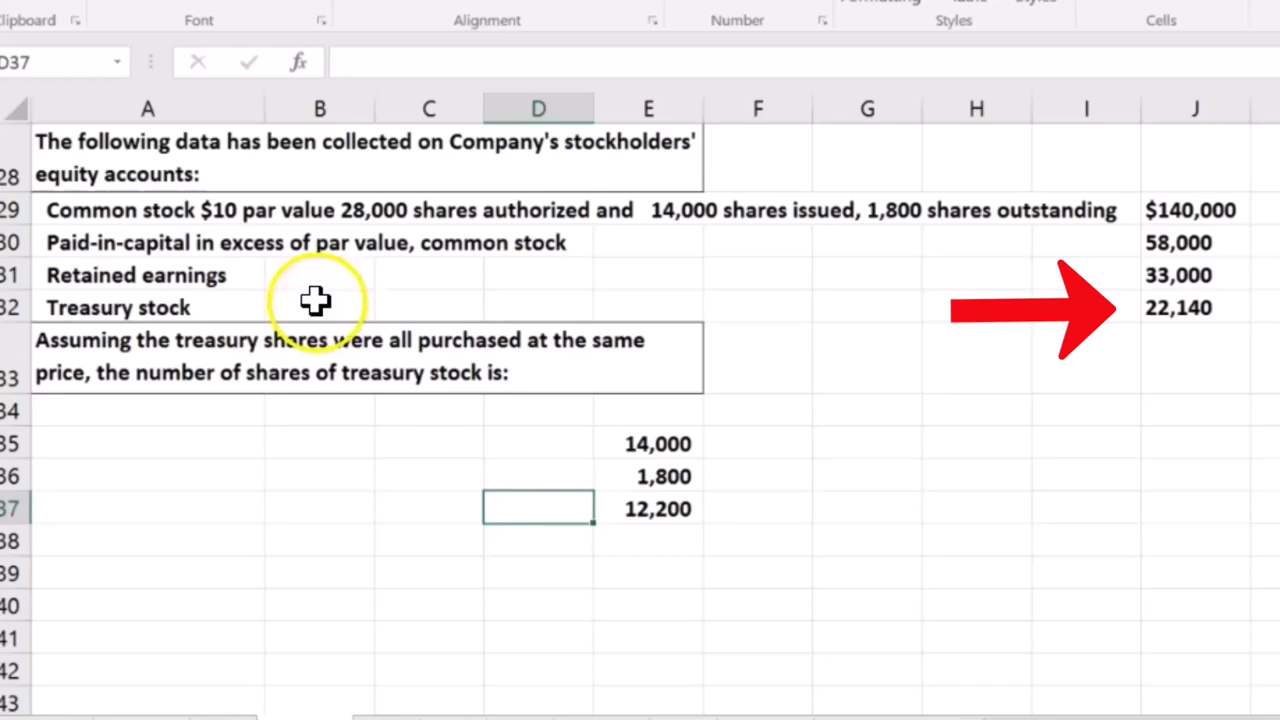 Clipboard Font Alignment Number Styles Cells
D37 fx
A B C D E F G H I J
The following data has been collected on Company's stockholders'
28 equity accounts:
29 Common stock $10 par value 28,000 shares authorized and 14,000 shares issued, 1,800 shares outstanding $140,000
30 Paid-in-capital in excess of par value, common stock 58,000
31 Retained earnings 33,000
32 Treasury stock 22,140
Assuming the treasury shares were all purchased at the same
33 price, the number of shares of treasury stock is:
34
35 14,000
36 1,800
37 12,200
38
39
40
41
42
43